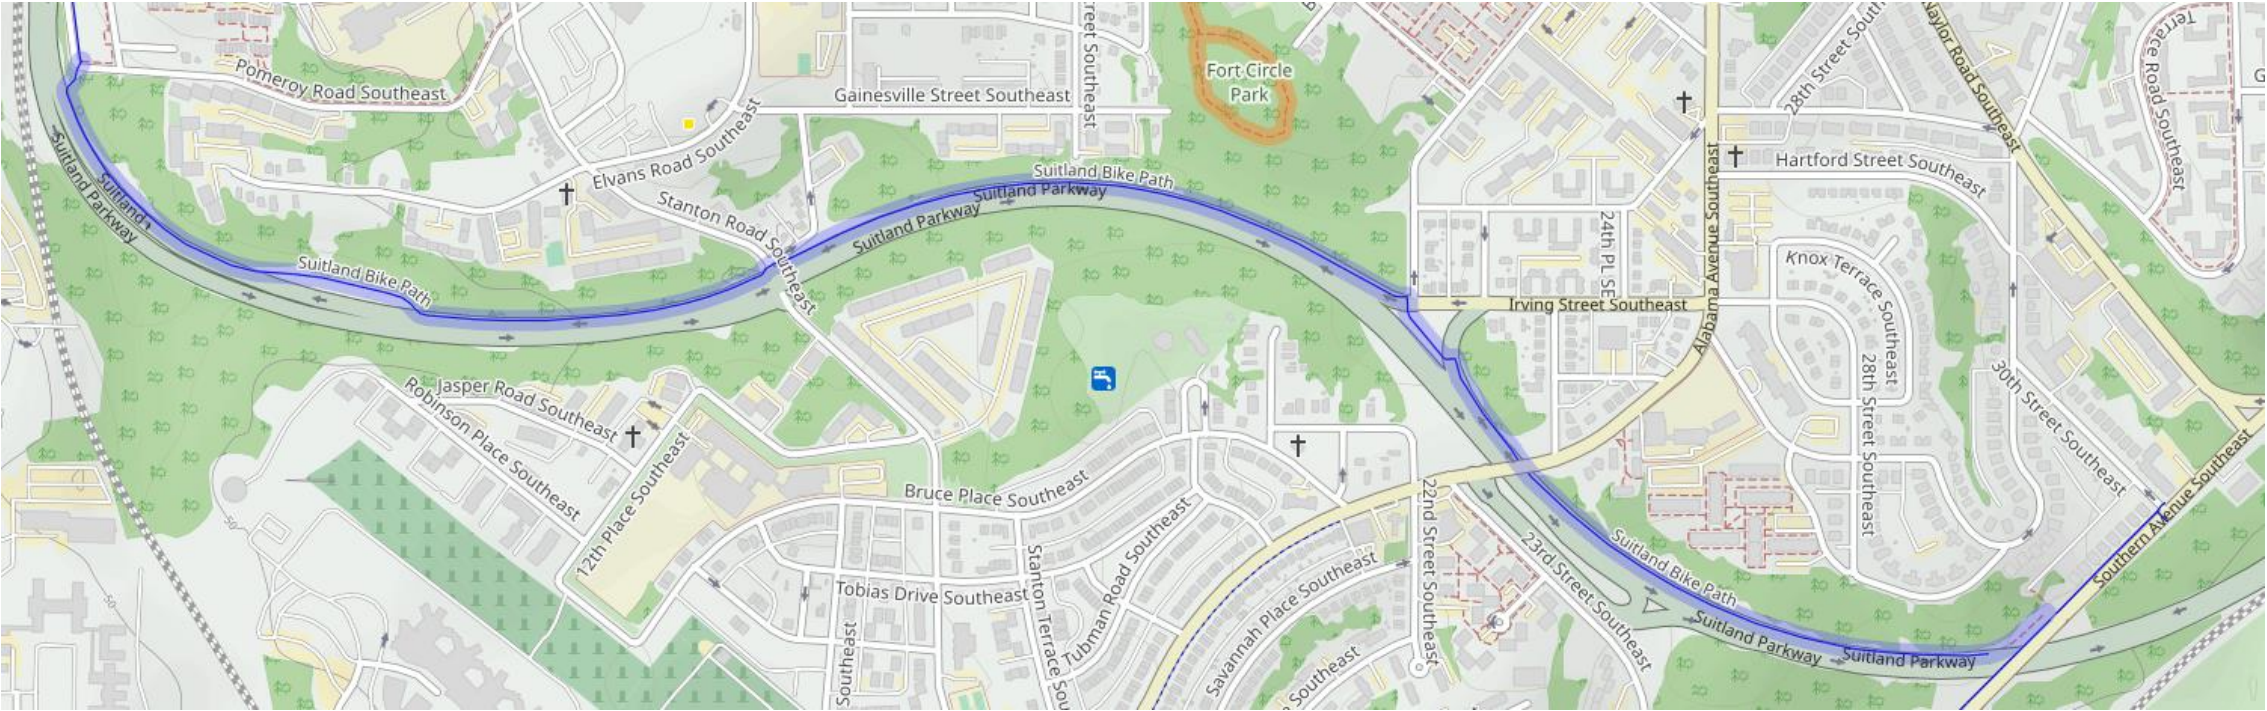 reet Southeast
28th Street South
Naylor Road Southeast
Terrace Road Southeast
G
Fort Circle
Park
Pomeroy Road Southeast
Gainesville Street Southeast
Elvans Road Southeast
Hartford Street Southeast
Suitland Parkway
Suitland
Suitland Bike Path
Suitland Parkway
Suitland Parkway
Stanton Road Southeast
24th PL SE
Alabama Avenue Southeast
Knox Terrace Southeast
Suitland Bike Path
Irving Street Southeast
28th Street Southeast
30th Street Southeast
Jasper Road Southeast
Robinson Place Southeast
12th Place Southeast
Bruce Place Southeast
22nd Street Southeast
23rd Street Southeast
Southern Avenue Southeast
50
Suitland Bike Path
Tobias Drive Southeast
Stanton Terrace Sou
Tubman Road Southeast
Savannah Place Southeast
50
Southeast
Southeast
Suitland Parkway
Suitland Parkway